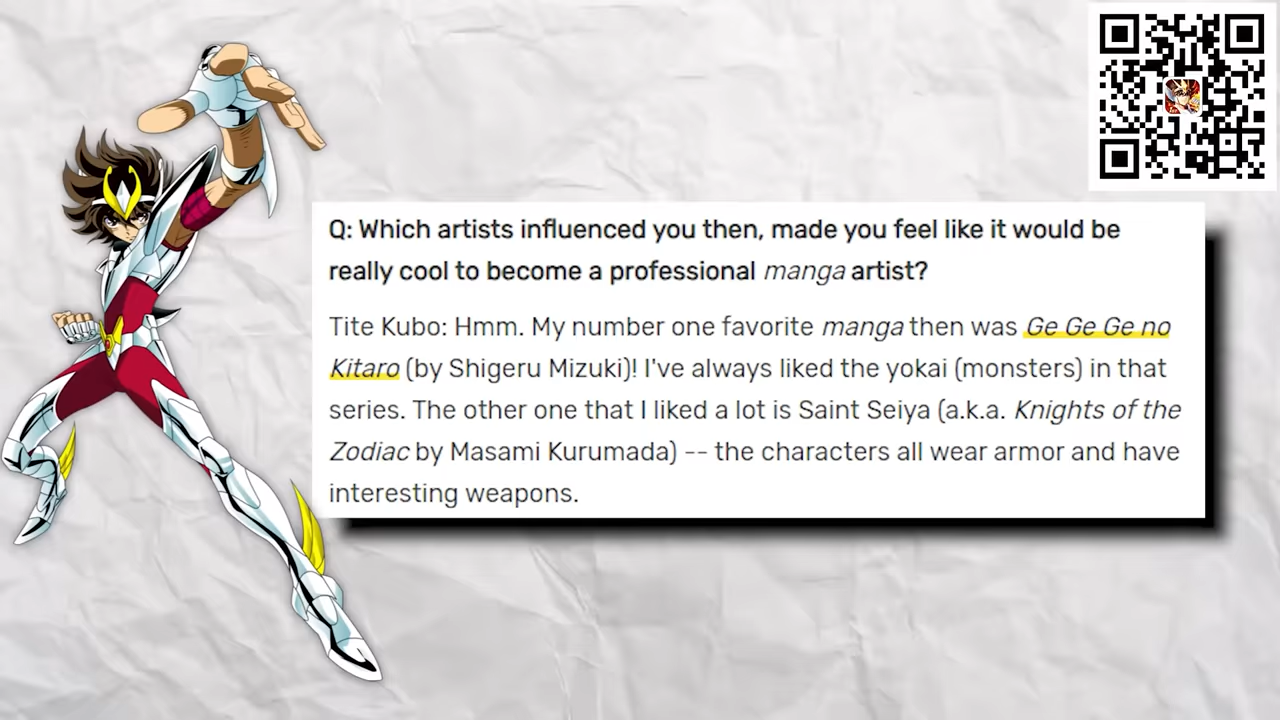 Q: Which artists influenced you then, made you feel like it would be
really cool to become a professional manga artist?
Tite Kubo: Hmm. My number one favorite manga then was Ge Ge Ge no
Kitaro (by Shigeru Mizuki)! I've always liked the yokai (monsters) in that
series. The other one that I liked a lot is Saint Seiya (a.k.a. Knights of the
Zodiac by Masami Kurumada) -- the characters all wear armor and have
interesting weapons.